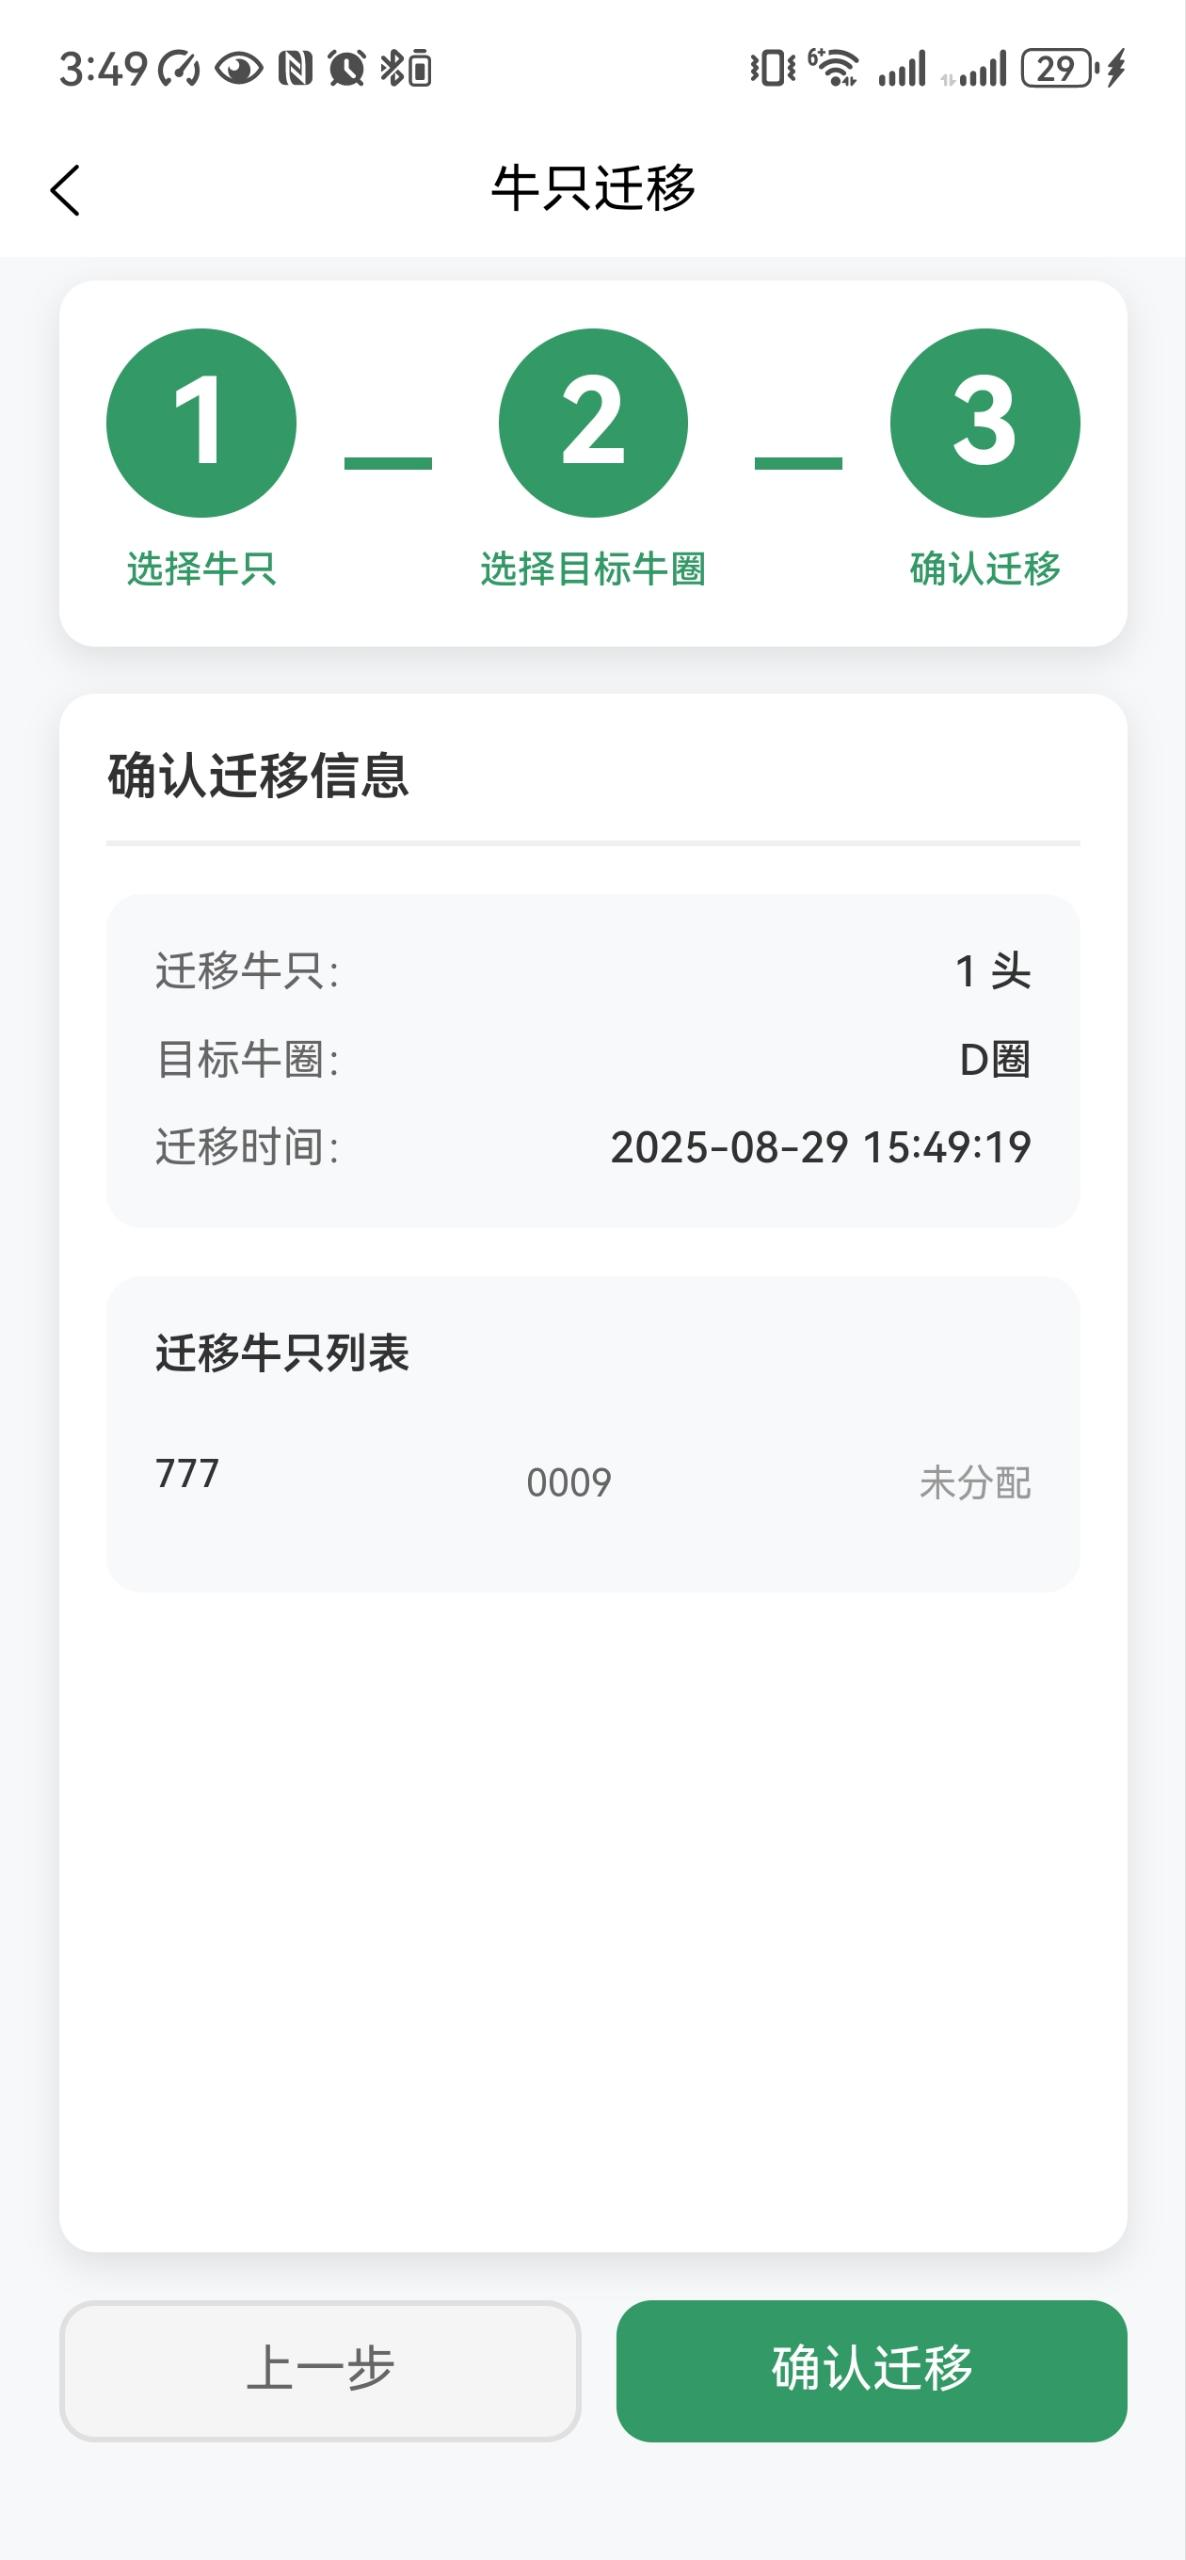 3:49 6+ 29
牛只迁移
1 2 3
选择牛只 选择目标牛圈 确认迁移
确认迁移信息
迁移牛只: 1 头
目标牛圈: D圈
迁移时间: 2025-08-29 15:49:19
迁移牛只列表
777 0009 未分配
上一步 确认迁移